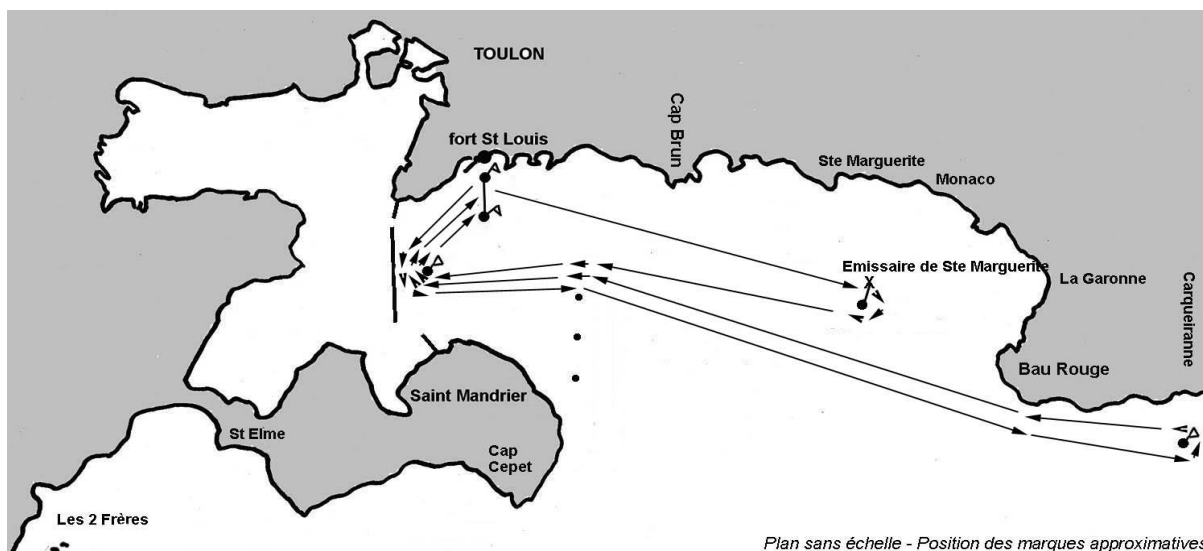 TOULON
fort St Louis
Cap Brun
Ste Marguerite
Monaco
Emissaire de Ste Marguerite
X
La Garonne
Carqueiranne
Bau Rouge
Saint Mandrier
St Elme
Cap
Cepet
Les 2 Frères
Plan sans échelle - Position des marques approximatives